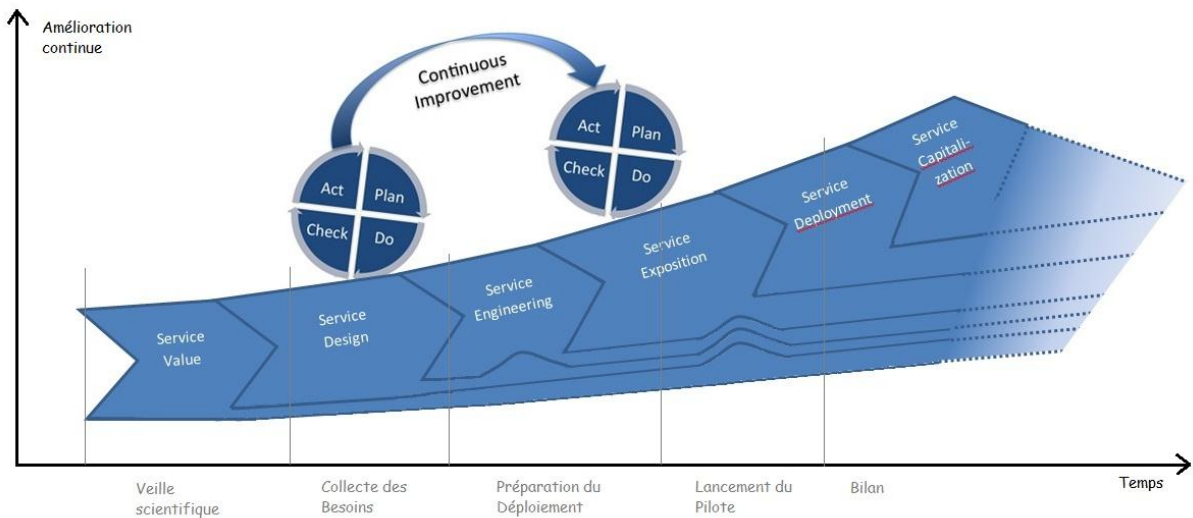 Amélioration
continue
Continuous
Improvement
Act
Plan
Check
Do
Act
Plan
Check
Do
Service
Value
Service
Design
Service
Engineering
Service
Exposition
Service
Deployment
Service
Capitali-
zation
Temps
Veille
scientifique
Collecte des
Besoins
Préparation du
Déploiement
Lancement du
Pilote
Bilan